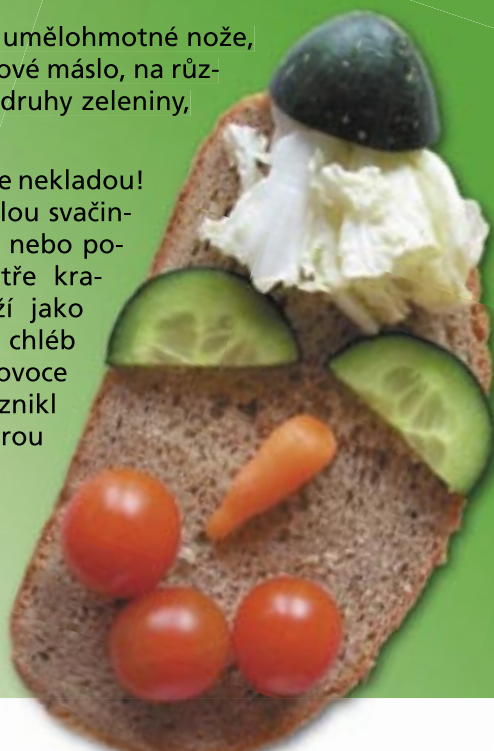 umělohmotné nože,
ové máslo, na růz-
druhy zeleniny,
e nekladou!
lou svačin-
nebo po-
tře kra-
ží jako
chléb
ovoce
znikl
rou